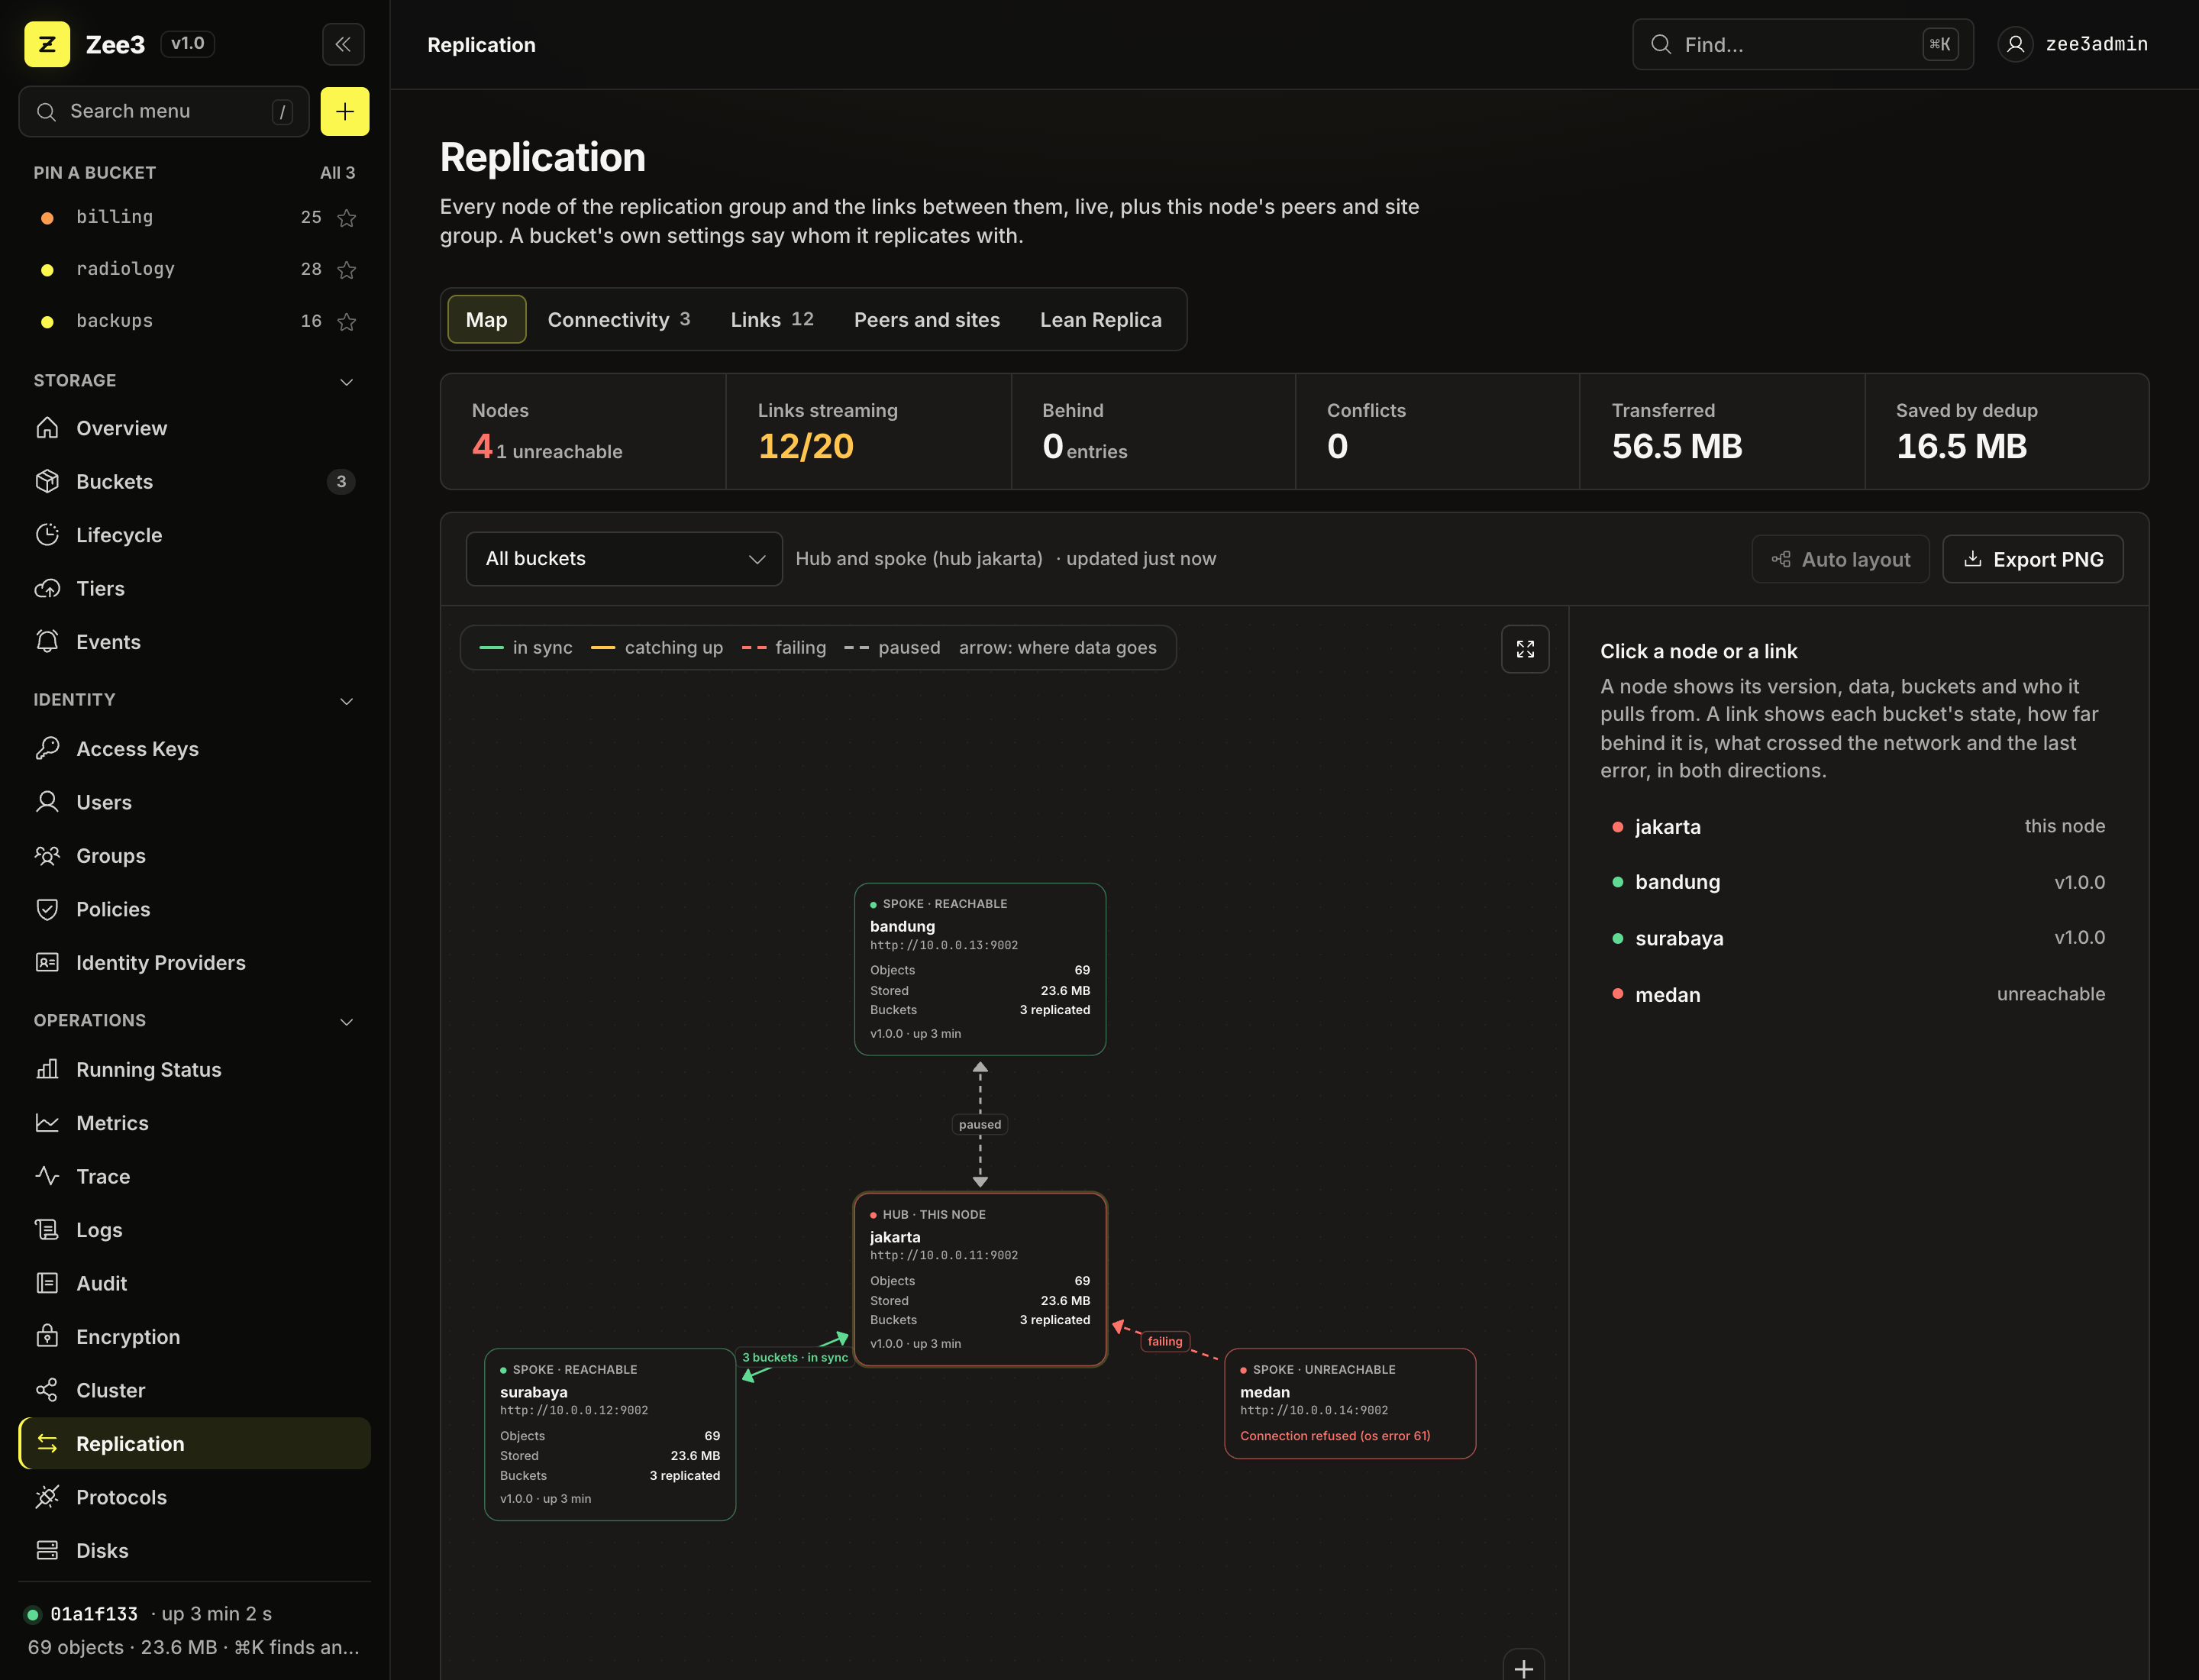 Zee3 v1.0
Search menu /
PIN A BUCKET All 3
billing 25
radiology 28
backups 16
STORAGE
Overview
Buckets 3
Lifecycle
Tiers
Events
IDENTITY
Access Keys
Users
Groups
Policies
Identity Providers
OPERATIONS
Running Status
Metrics
Trace
Logs
Audit
Encryption
Cluster
Replication
Protocols
Disks
01a1f133 · up 3 min 2 s
69 objects · 23.6 MB · ⌘K finds an...
Replication
Find... ⌘K
zee3admin
Replication
Every node of the replication group and the links between them, live, plus this node's peers and site
group. A bucket's own settings say whom it replicates with.
Map Connectivity 3 Links 12 Peers and sites Lean Replica
Nodes
4 1 unreachable
Links streaming
12/20
Behind
0 entries
Conflicts
0
Transferred
56.5 MB
Saved by dedup
16.5 MB
All buckets
Hub and spoke (hub jakarta) · updated just now
Auto layout
Export PNG
in sync catching up failing paused arrow: where data goes
SPOKE · REACHABLE
bandung
http://10.0.0.13:9002
Objects 69
Stored 23.6 MB
Buckets 3 replicated
v1.0.0 · up 3 min
paused
HUB · THIS NODE
jakarta
http://10.0.0.11:9002
Objects 69
Stored 23.6 MB
Buckets 3 replicated
v1.0.0 · up 3 min
3 buckets · in sync
failing
SPOKE · REACHABLE
surabaya
http://10.0.0.12:9002
Objects 69
Stored 23.6 MB
Buckets 3 replicated
v1.0.0 · up 3 min
SPOKE · UNREACHABLE
medan
http://10.0.0.14:9002
Connection refused (os error 61)
Click a node or a link
A node shows its version, data, buckets and who it
pulls from. A link shows each bucket's state, how far
behind it is, what crossed the network and the last
error, in both directions.
jakarta this node
bandung v1.0.0
surabaya v1.0.0
medan unreachable